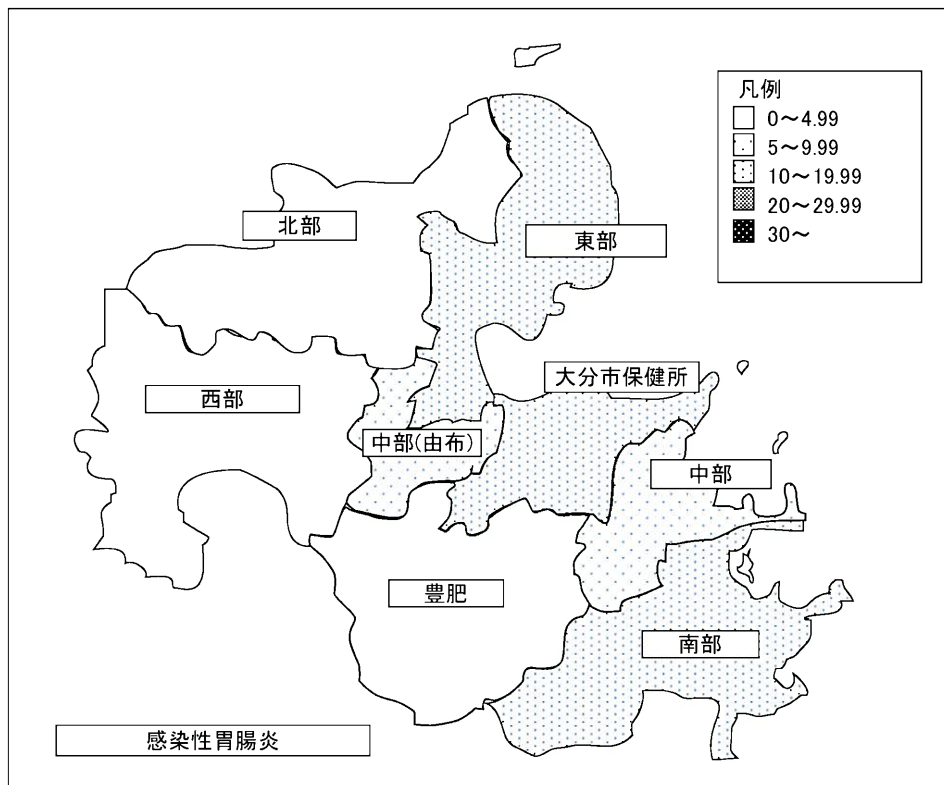 凡例
0～4.99
5～9.99
10～19.99
20～29.99
30～
北部
東部
大分市保健所
西部
中部(由布)
中部
豊肥
南部
感染性胃腸炎